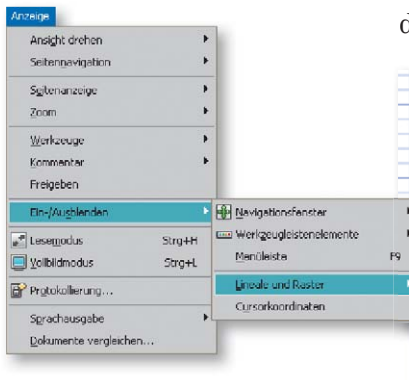 Anzeige
Ansicht drehen
Seitennavigation
Seitenanzeige
Zoom
Werkzeuge
Kommentar
Freigeben
Ein-/Ausblenden
Lesemodus Strg+H
Vollbildmodus Strg+L
Protokollierung...
Sprachausgabe
Dokumente vergleichen...
Navigationsfenster
Werkzeugleistenelemente
Menüleiste F9
Lineale und Raster
Cursorkoordinaten